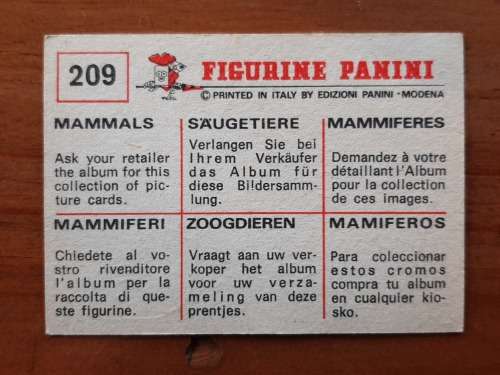 209
FIGURINE PANINI
© PRINTED IN ITALY BY EDIZIONI PANINI - MODENA
MAMMALS
Ask your retailer
the album for this
collection of pic-
ture cards.
SÄUGETIERE
Verlangen Sie bei
Ihrem Verkäufer
das Album für
diese Bildersamm-
lung.
MAMMIFERES
Demandez à votre
détaillant l'Album
pour la collection
de ces images.
MAMMIFERI
Chiedete al vo-
stro rivenditore
l'album per la
raccolta di que-
ste figurine.
ZOOGDIEREN
Vraagt aan uw ver-
koper het album
voor uw verza-
meling van deze
prentjes.
MAMIFEROS
Para coleccionar
estos cromos
compra tu album
en cualquier kio-
sko.